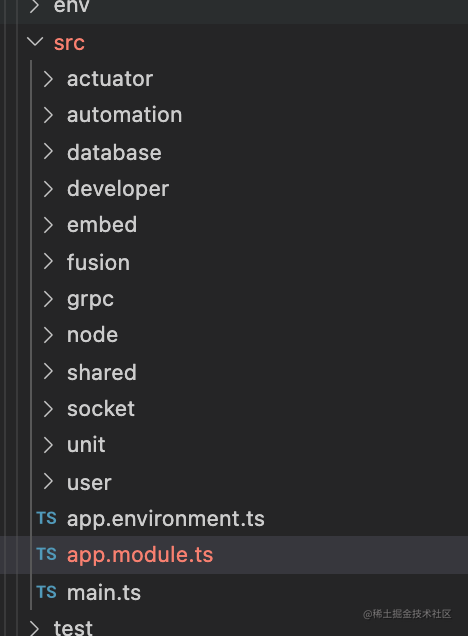 env
src
actuator
automation
database
developer
embed
fusion
grpc
node
shared
socket
unit
user
TS app.environment.ts
TS app.module.ts
TS main.ts
@稀土掘金技术社区
test